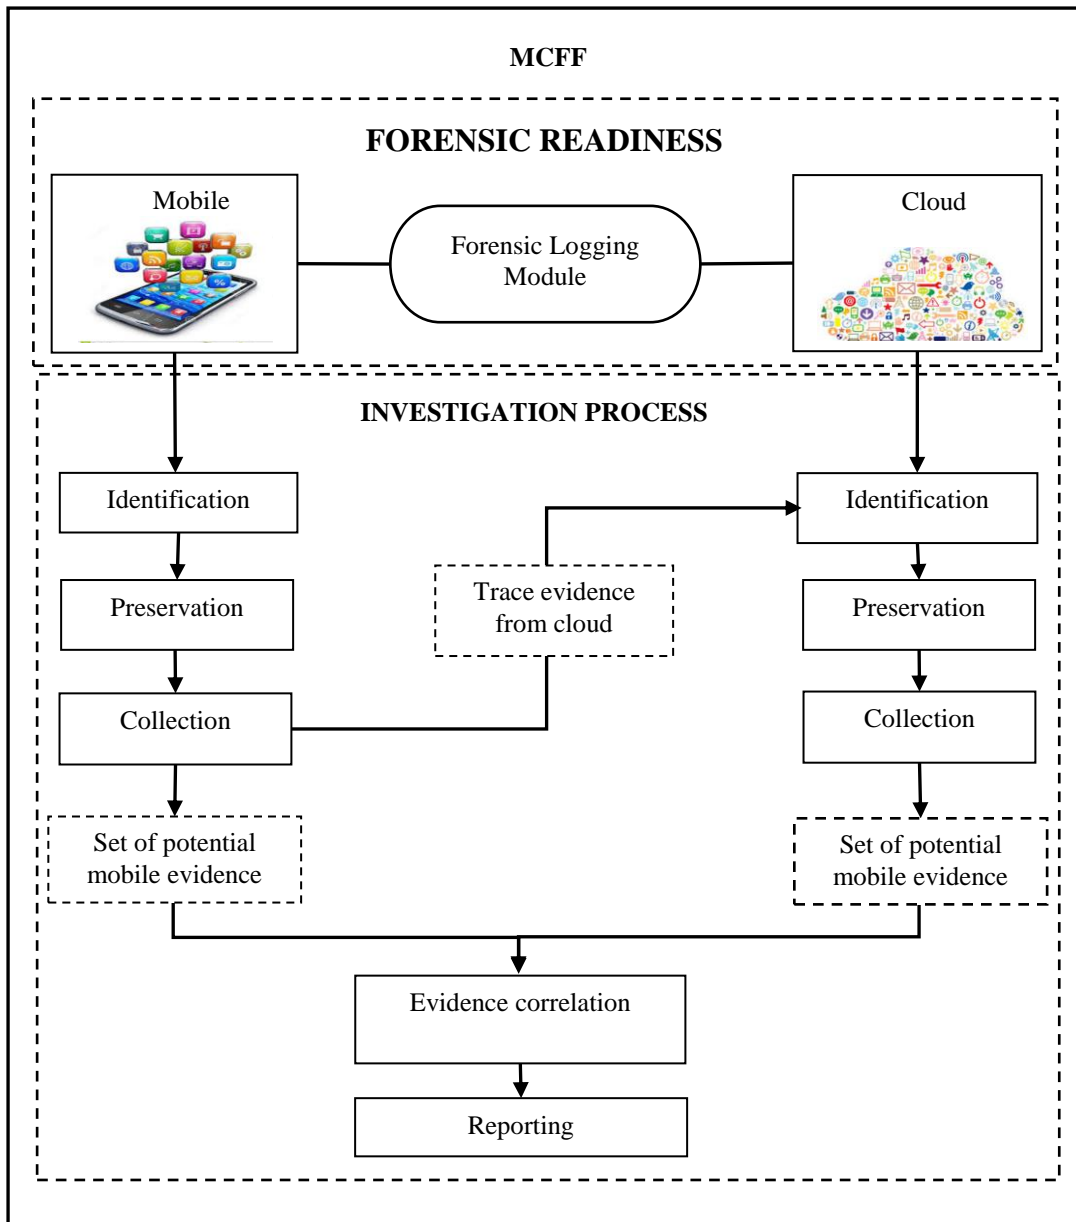 MCFF
FORENSIC READINESS
Mobile
Forensic Logging
Module
Cloud
INVESTIGATION PROCESS
Identification
Identification
Preservation
Trace evidence
from cloud
Preservation
Collection
Collection
Set of potential
mobile evidence
Set of potential
mobile evidence
Evidence correlation
Reporting